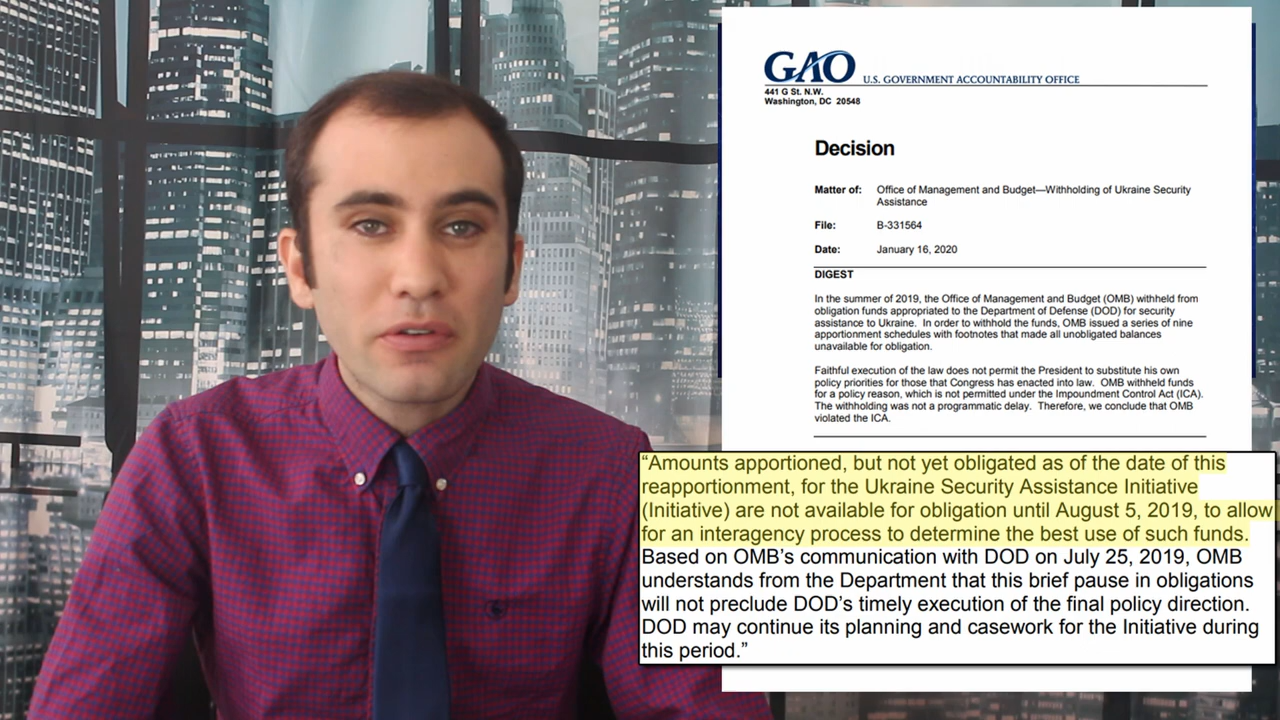 GAO U.S. GOVERNMENT ACCOUNTABILITY OFFICE
441 G St. N.W.
Washington, DC 20548
Decision
Matter of: Office of Management and Budget—Withholding of Ukraine Security
Assistance
File: B-331564
Date: January 16, 2020
DIGEST
In the summer of 2019, the Office of Management and Budget (OMB) withheld from
obligation funds appropriated to the Department of Defense (DOD) for security
assistance to Ukraine. In order to withhold the funds, OMB issued a series of nine
apportionment schedules with footnotes that made all unobligated balances
unavailable for obligation.
Faithful execution of the law does not permit the President to substitute his own
policy priorities for those that Congress has enacted into law. OMB withheld funds
for a policy reason, which is not permitted under the Impoundment Control Act (ICA).
The withholding was not a programmatic delay. Therefore, we conclude that OMB
violated the ICA.
“Amounts apportioned, but not yet obligated as of the date of this
reapportionment, for the Ukraine Security Assistance Initiative
(Initiative) are not available for obligation until August 5, 2019, to allow
for an interagency process to determine the best use of such funds.
Based on OMB’s communication with DOD on July 25, 2019, OMB
understands from the Department that this brief pause in obligations
will not preclude DOD’s timely execution of the final policy direction.
DOD may continue its planning and casework for the Initiative during
this period.”